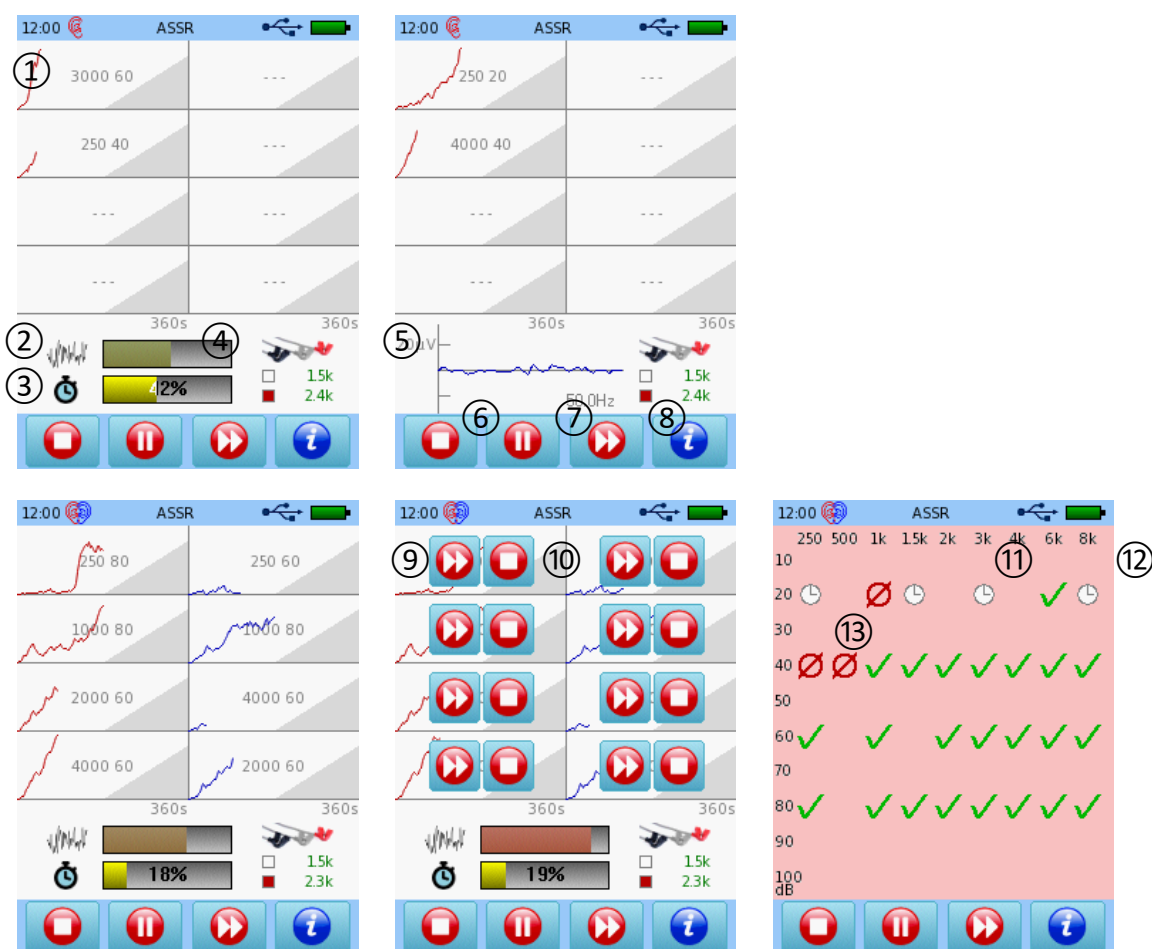 12:00 ASSR
① 3000 60 ---
250 40 ---
--- ---
--- ---
360s 360s
② ④
1.5k
③ 42% 2.4k
12:00 ASSR
250 20 ---
4000 40 ---
--- ---
--- ---
360s 360s
⑤ 20µV
1.5k
50.0Hz 2.4k
⑥ ⑦ ⑧
i
i
12:00 ASSR
250 80 250 60
1000 80 1000 80
2000 60 4000 60
4000 60 2000 60
360s 360s
1.5k
18% 2.3k
i
12:00 ASSR
⑨ ⑩
360s 360s
1.5k
19% 2.3k
i
12:00 ASSR
250 500 1k 1.5k 2k 3k 4k 6k 8k
10 ⑪ ⑫
20
30 ⑬
40
50
60
70
80
90
100
dB
i